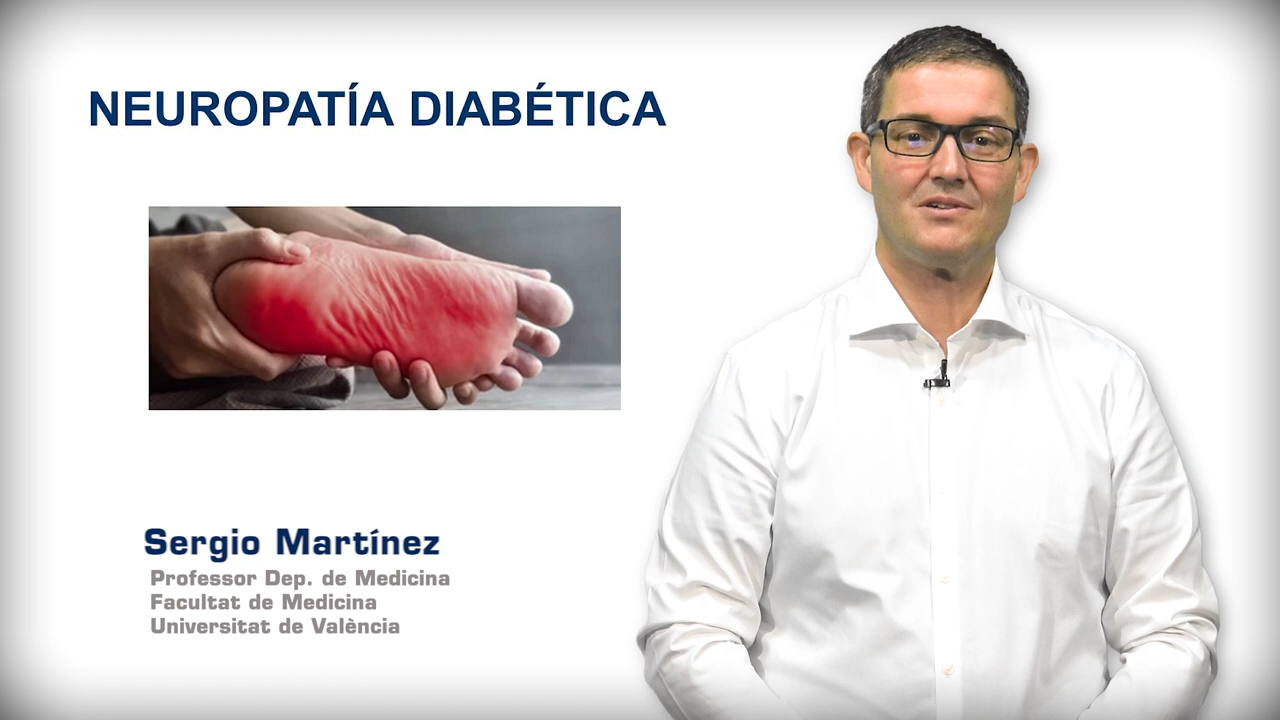 NEUROPATÍA DIABÉTICA
Sergio Martínez
Professor Dep. de Medicina
Facultat de Medicina
Universitat de València